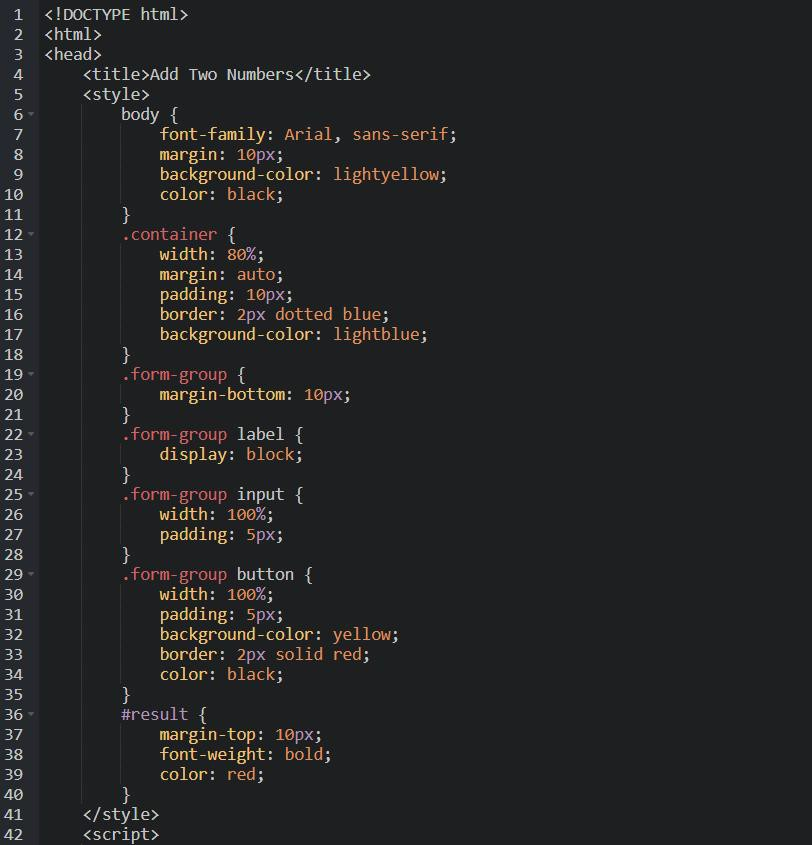 1 <!DOCTYPE html>
2 <html>
3 <head>
4     <title>Add Two Numbers</title>
5     <style>
6         body {
7             font-family: Arial, sans-serif;
8             margin: 10px;
9             background-color: lightyellow;
10             color: black;
11         }
12         .container {
13             width: 80%;
14             margin: auto;
15             padding: 10px;
16             border: 2px dotted blue;
17             background-color: lightblue;
18         }
19         .form-group {
20             margin-bottom: 10px;
21         }
22         .form-group label {
23             display: block;
24         }
25         .form-group input {
26             width: 100%;
27             padding: 5px;
28         }
29         .form-group button {
30             width: 100%;
31             padding: 5px;
32             background-color: yellow;
33             border: 2px solid red;
34             color: black;
35         }
36         #result {
37             margin-top: 10px;
38             font-weight: bold;
39             color: red;
40         }
41     </style>
42     <script>